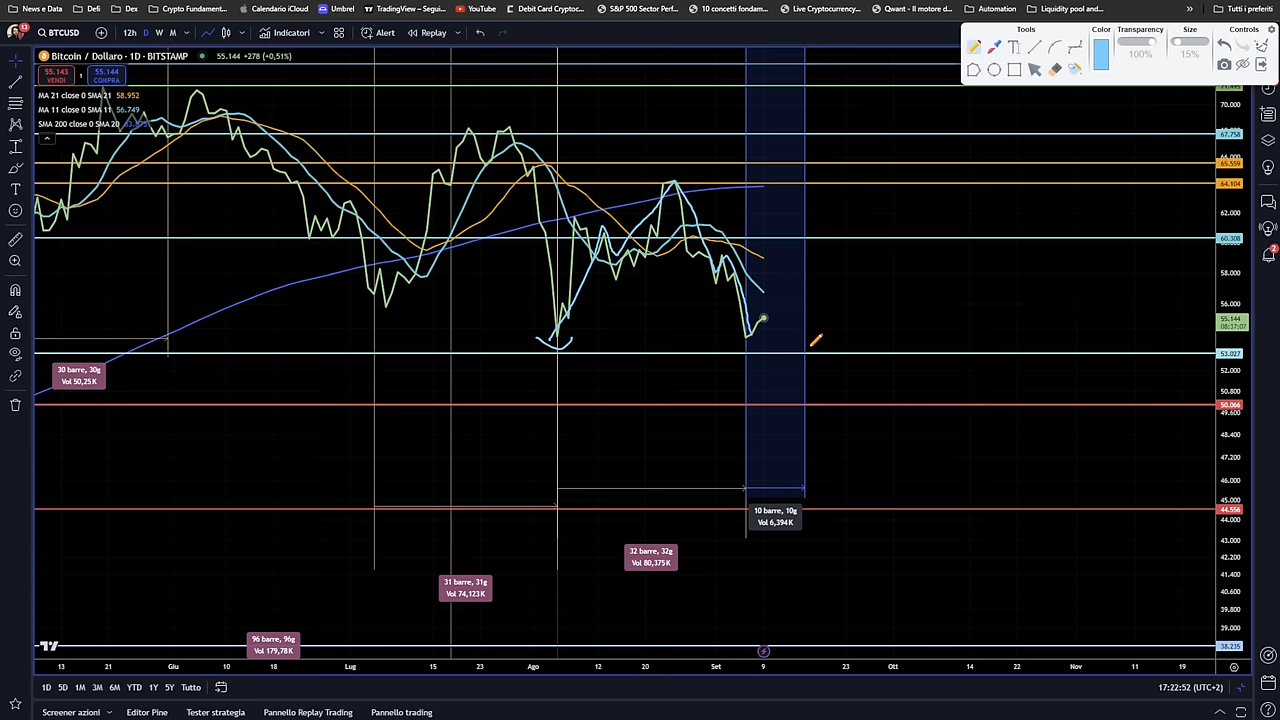 News e Data
Defi
Dex
Crypto Fundament...
Calendario iCloud
Umbrel
TradingView – Segui...
YouTube
Debit Card Cryptoc...
S&P 500 Sector Perf...
10 concetti fondam...
Live Cryptocurrency...
Qwant - Il motore d...
Automation
Liquidity pool and...
»
Tutti i preferiti
13
BTCUSD
12h
D
W
M
Indicatori
Alert
Replay
Tools
Color
Transparency
Size
Controls
100%
15%
Bitcoin / Dollaro · 1D · BITSTAMP
55.144 +278 (+0,51%)
55.143
VENDI
1
55.144
COMPRA
MA 21 close 0 SMA 21 58.952
MA 11 close 0 SMA 11 56.749
SMA 200 close 0 SMA 20
70.000
67.758
65.559
64.104
62.000
60.308
58.000
56.000
55.144
08:37:07
53.027
52.000
50.800
50.066
49.600
48.400
47.200
46.000
45.000
44.556
44.000
43.000
42.200
41.400
40.600
39.800
39.000
38.235
2
30 barre, 30g
Vol 50,25K
10 barre, 10g
Vol 6,394K
32 barre, 32g
Vol 80,375K
31 barre, 31g
Vol 74,123K
96 barre, 96g
Vol 179,78K
13
21
Giu
10
18
Lug
15
23
Ago
12
20
Set
9
23
Ott
14
22
Nov
11
19
1D
5D
1M
3M
6M
YTD
1Y
5Y
Tutto
17:22:52 (UTC+2)
Screener azioni
Editor Pine
Tester strategia
Pannello Replay Trading
Pannello trading